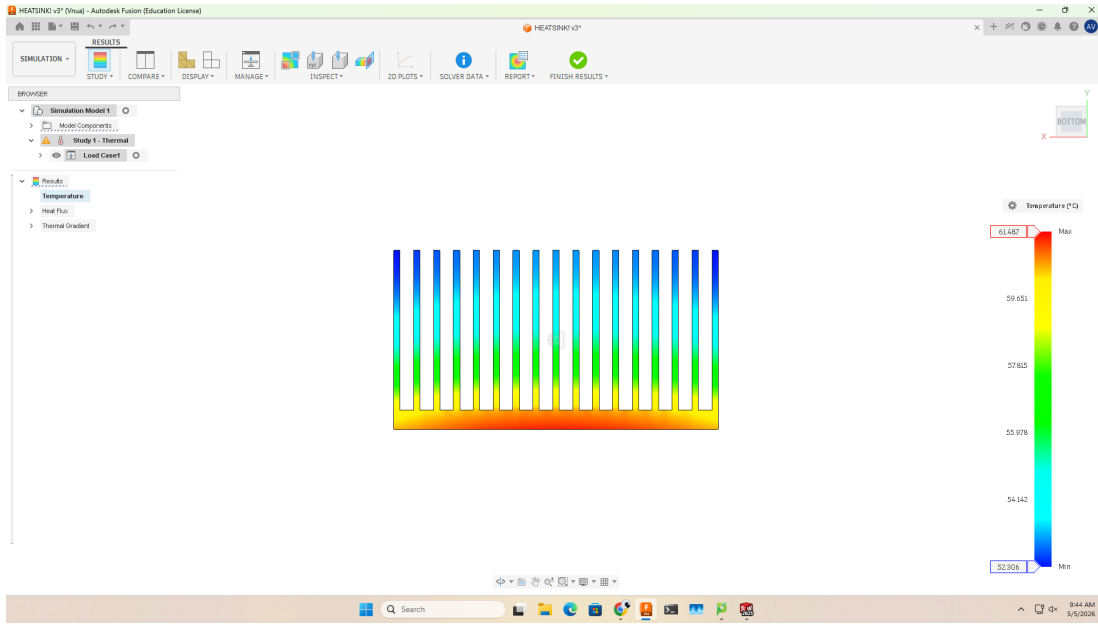 HEATSINK! v3* (Vnua) - Autodesk Fusion (Education License)
HEATSINK! v3*
AV
RESULTS
SIMULATION
STUDY
COMPARE
DISPLAY
MANAGE
INSPECT
2D PLOTS
SOLVER DATA
REPORT
FINISH RESULTS
BROWSER
Simulation Model 1
Model Components
Study 1 - Thermal
Load Case1
Results
Temperature
Heat Flux
Thermal Gradient
Y
BOTTOM
X
Temperature (°C)
61.487 Max
59.651
57.815
55.978
54.142
52.306 Min
Search
9:44 AM
5/5/2026